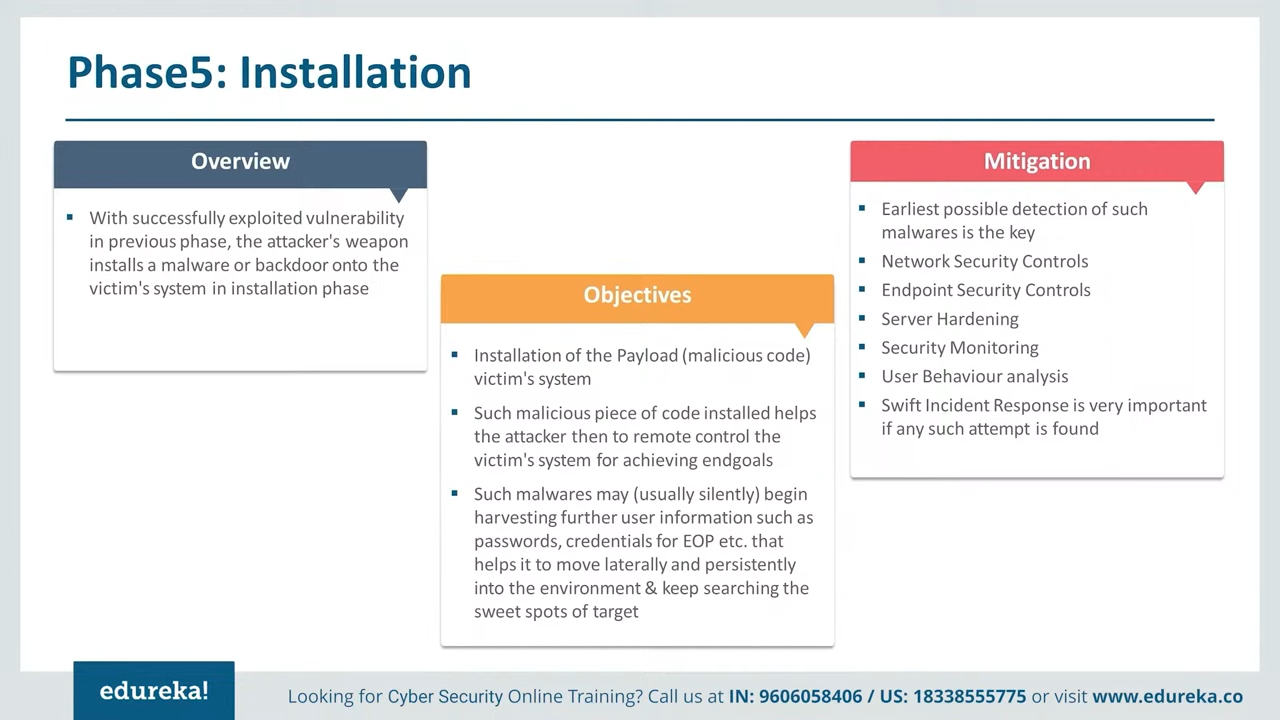 Phase5: Installation
Overview
With successfully exploited vulnerability
in previous phase, the attacker's weapon
installs a malware or backdoor onto the
victim's system in installation phase
Objectives
Installation of the Payload (malicious code)
victim's system
Such malicious piece of code installed helps
the attacker then to remote control the
victim's system for achieving endgoals
Such malwares may (usually silently) begin
harvesting further user information such as
passwords, credentials for EOP etc. that
helps it to move laterally and persistently
into the environment & keep searching the
sweet spots of target
Mitigation
Earliest possible detection of such
malwares is the key
Network Security Controls
Endpoint Security Controls
Server Hardening
Security Monitoring
User Behaviour analysis
Swift Incident Response is very important
if any such attempt is found
edureka!
Looking for Cyber Security Online Training? Call us at IN: 9606058406 / US: 18338555775 or visit www.edureka.co